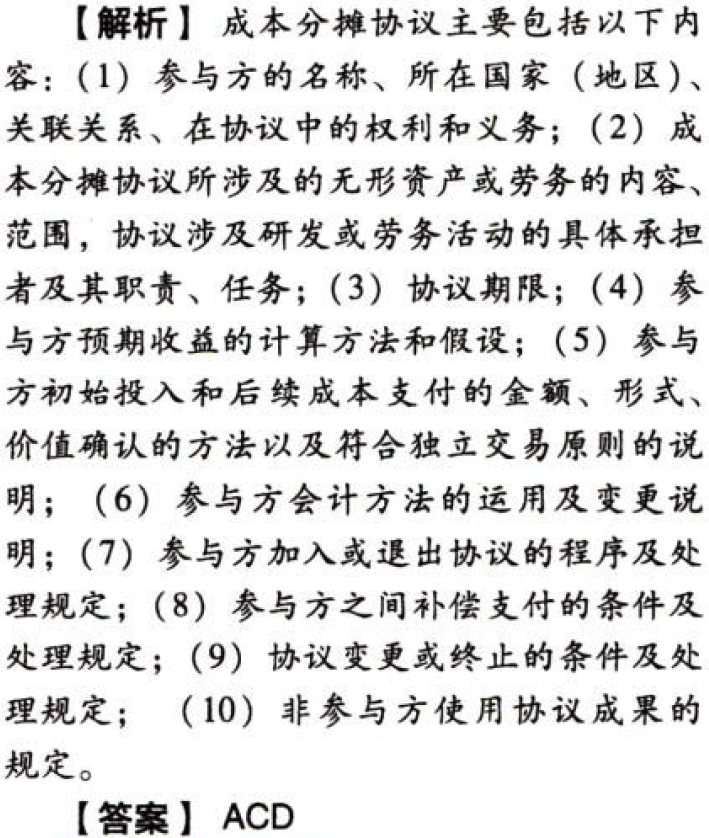 【解析】 成本分摊协议主要包括以下内
容：（1）参与方的名称、所在国家（地区）、
关联关系、在协议中的权利和义务；（2）成
本分摊协议所涉及的无形资产或劳务的内容、
范围，协议涉及研发或劳务活动的具体承担
者及其职责、任务；（3）协议期限；（4）参
与方预期收益的计算方法和假设；（5）参与
方初始投入和后续成本支付的金额、形式、
价值确认的方法以及符合独立交易原则的说
明；（6）参与方会计方法的运用及变更说
明；（7）参与方加入或退出协议的程序及处
理规定；（8）参与方之间补偿支付的条件及
处理规定；（9）协议变更或终止的条件及处
理规定；（10）非参与方使用协议成果的
规定。
【答案】 ACD